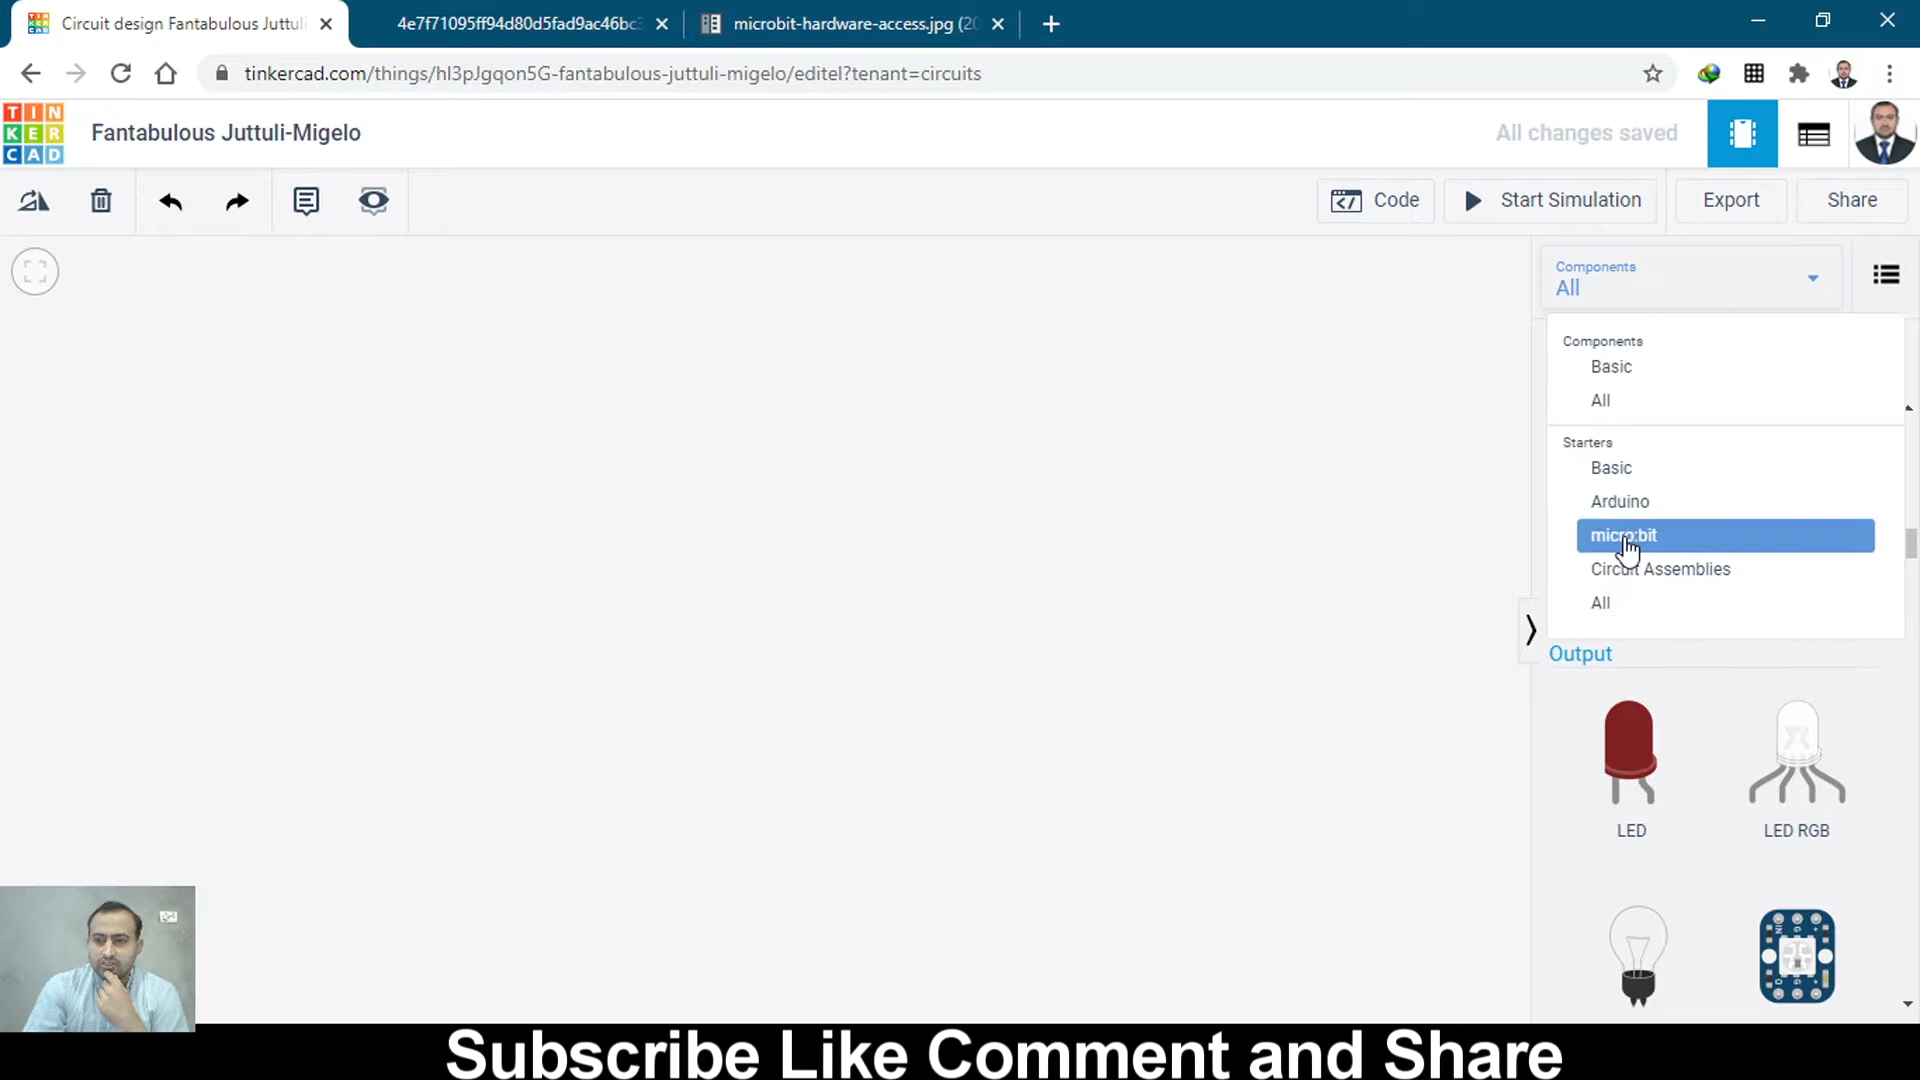 Circuit design Fantabulous Juttuli
4e7f71095ff94d80d5fad9ac46bc
microbit-hardware-access.jpg (20
tinkercad.com/things/hl3pJgqon5G-fantabulous-juttuli-migelo/editel?tenant=circuits
TIN
KER
CAD
Fantabulous Juttuli-Migelo
All changes saved
Code
Start Simulation
Export
Share
Components
All
Components
Basic
All
Starters
Basic
Arduino
micro:bit
Circuit Assemblies
All
Output
LED
LED RGB
Subscribe Like Comment and Share